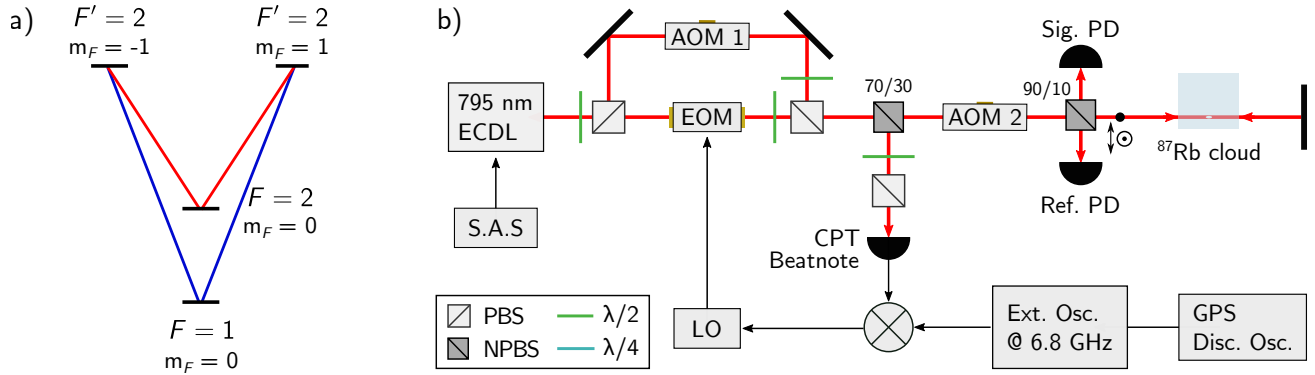 a)
F′ = 2
m_F = -1
F′ = 2
m_F = 1
F = 2
m_F = 0
F = 1
m_F = 0
b)
AOM 1
Sig. PD
795 nm
ECDL
EOM
70/30
AOM 2
90/10
⊙
⁸⁷Rb cloud
Ref. PD
S.A.S
CPT
Beatnote
PBS
λ/2
NPBS
λ/4
LO
Ext. Osc.
@ 6.8 GHz
GPS
Disc. Osc.